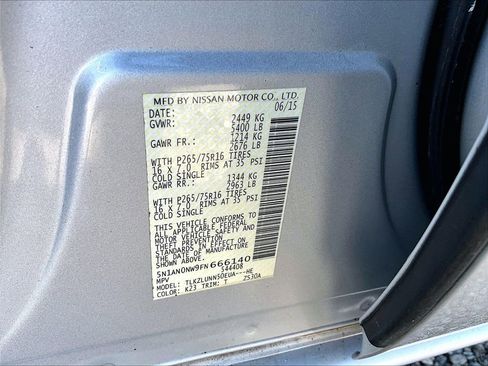 MFD BY NISSAN MOTOR CO., LTD.
DATE: 06/15
GVWR: 2449 KG
5400 LB
GAWR FR.: 1214 KG
2676 LB
WITH P265/75R16 TIRES
16 X 7.0 RIMS AT 35 PSI
COLD SINGLE
GAWR RR.: 1344 KG
2963 LB
WITH P265/75R16 TIRES
16 X 7.0 RIMS AT 35 PSI
COLD SINGLE
THIS VEHICLE CONFORMS TO
ALL APPLICABLE FEDERAL
MOTOR VEHICLE SAFETY AND
THEFT PREVENTION
STANDARDS IN EFFECT ON
THE DATE OF MANUFACTURE
SHOWN ABOVE.
5N1AN0NW9FN666140
MPV 544408
MODEL: TLKZLUNN50EUA---HE
COLOR: K23 TRIM: T Z530A